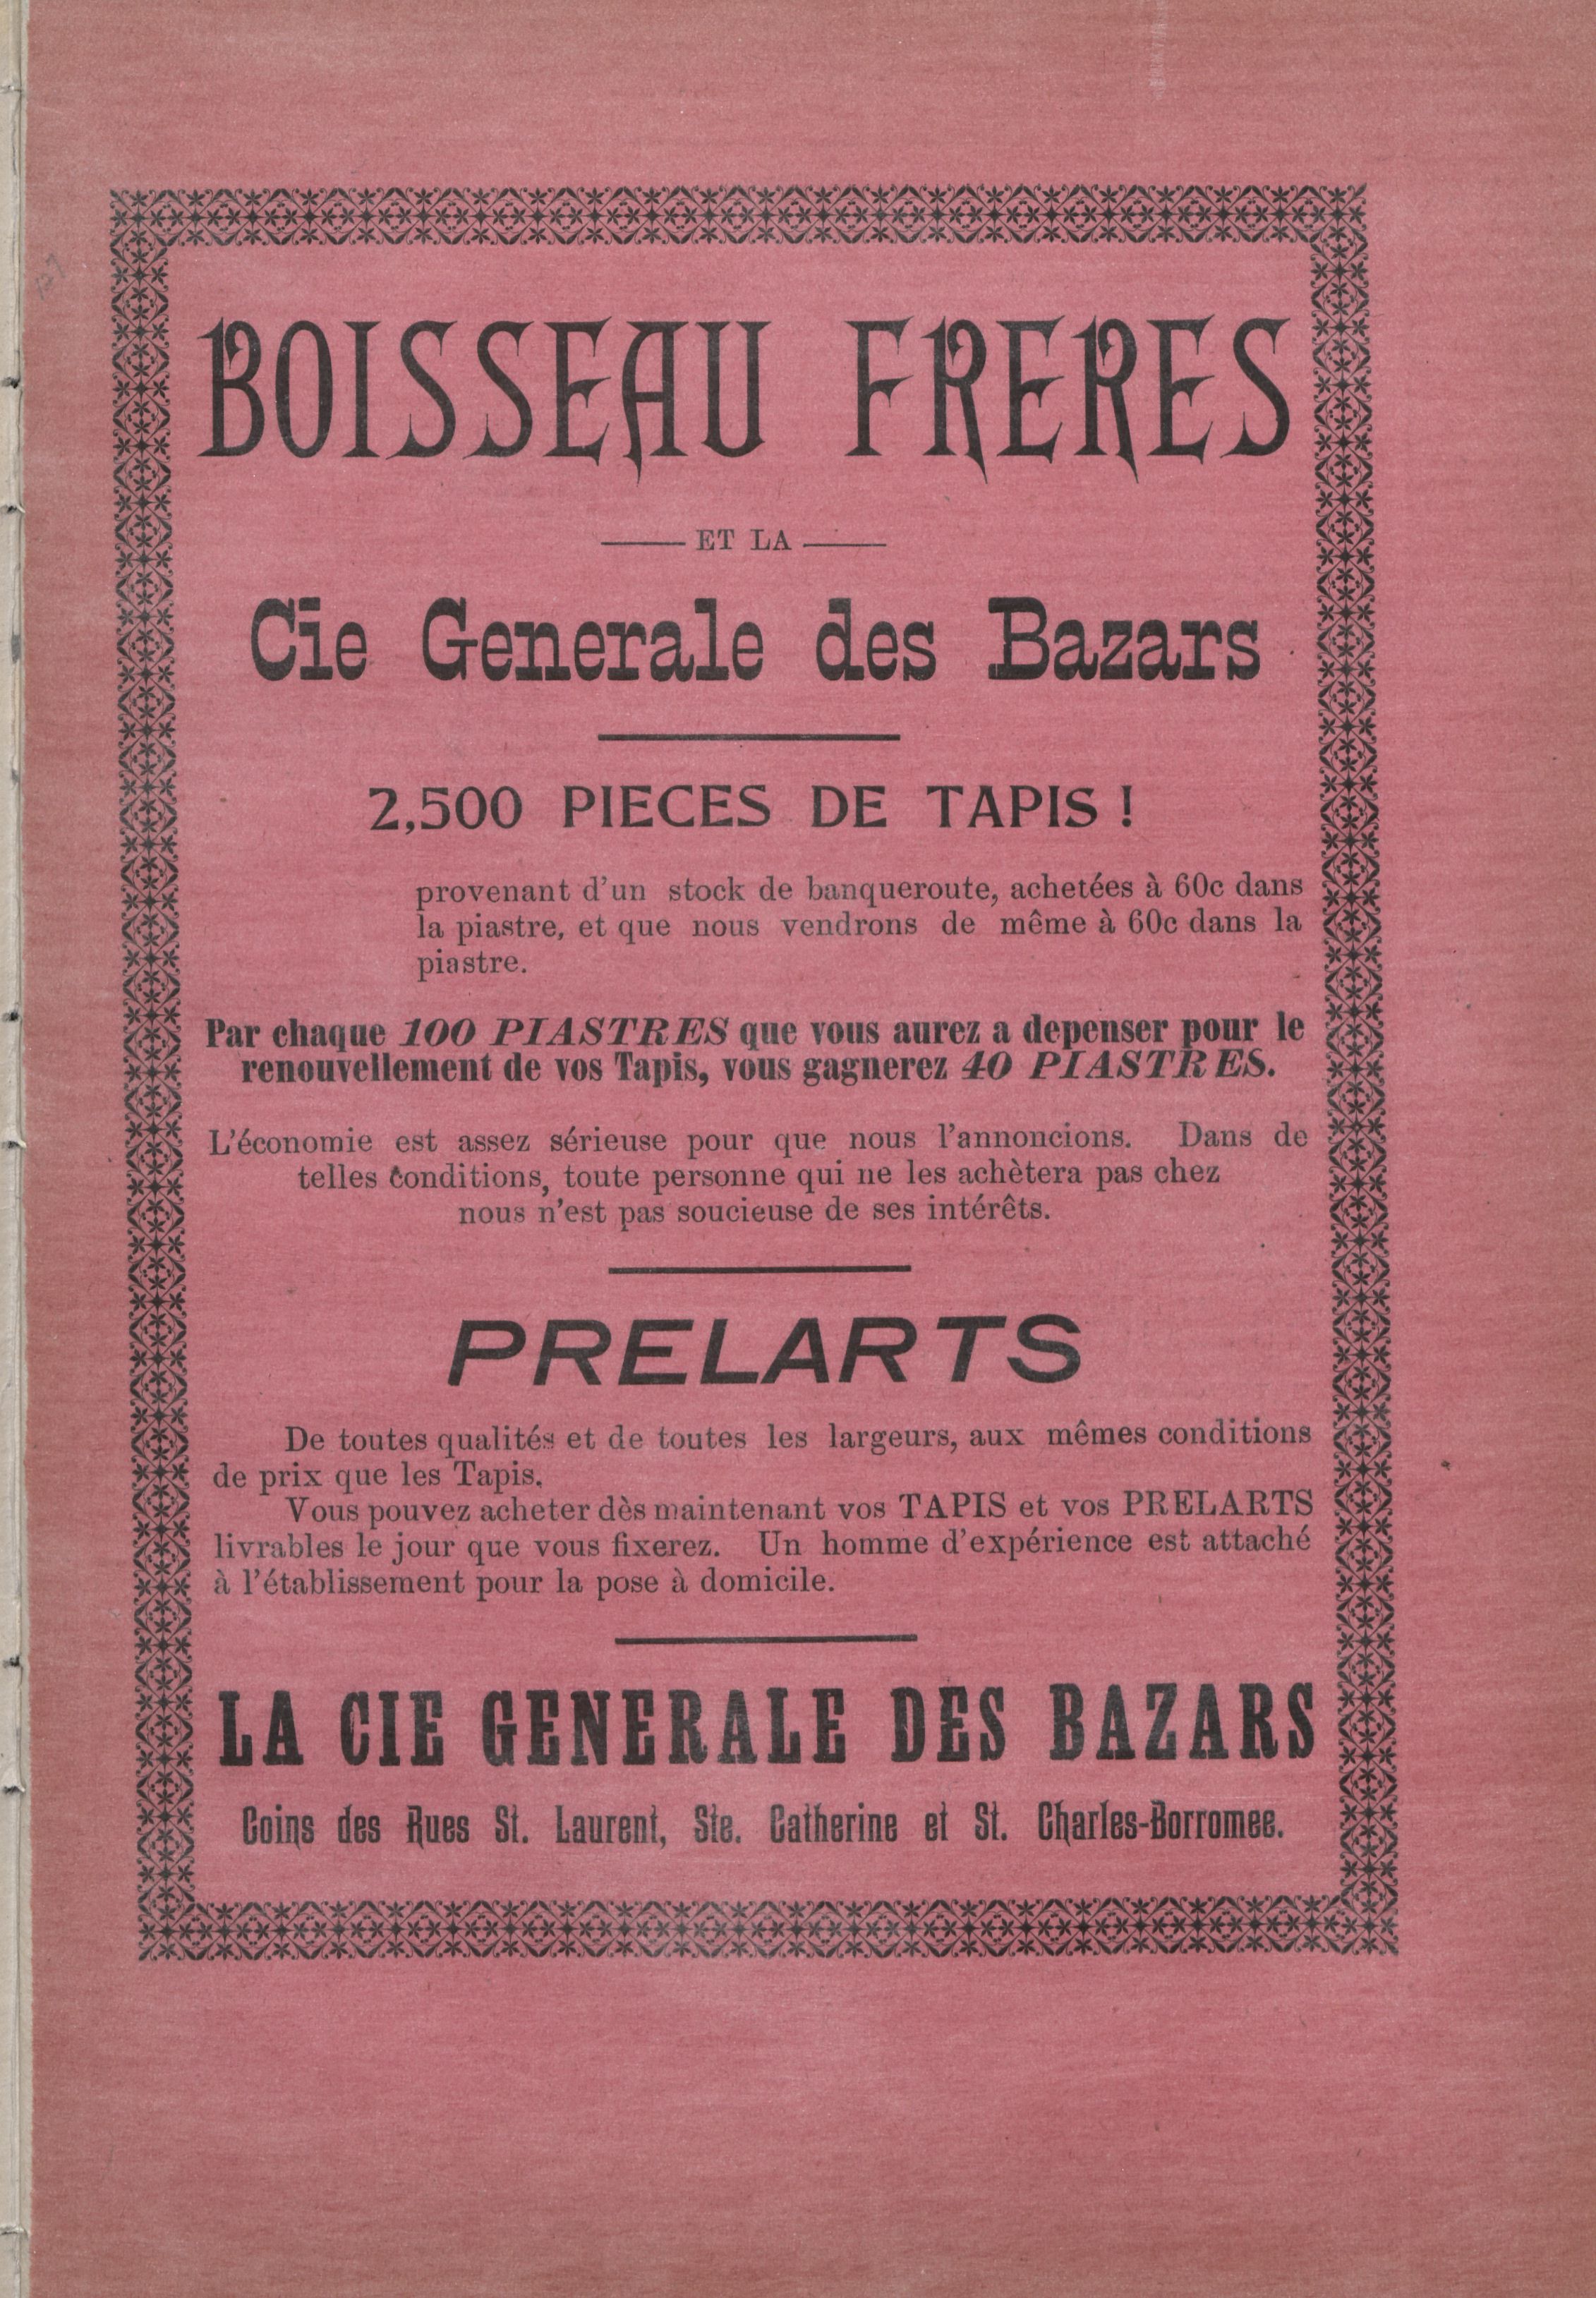 BOISSEAU FRERES
ET LA
Cie Generale des Bazars
2,500 PIECES DE TAPIS !
provenant d'un stock de banqueroute, achetées à 60c dans
la piastre, et que nous vendrons de même à 60c dans la
piastre.
Par chaque 100 PIASTRES que vous aurez a depenser pour le
renouvellement de vos Tapis, vous gagnerez 40 PIASTRES.
L'économie est assez sérieuse pour que nous l'annoncions. Dans de
telles conditions, toute personne qui ne les achètera pas chez
nous n'est pas soucieuse de ses intérêts.
PRELARTS
De toutes qualités et de toutes les largeurs, aux mêmes conditions
de prix que les Tapis.
Vous pouvez acheter dès maintenant vos TAPIS et vos PRELARTS
livrables le jour que vous fixerez. Un homme d'expérience est attaché
à l'établissement pour la pose à domicile.
LA CIE GENERALE DES BAZARS
Coins des Rues St. Laurent, Ste. Catherine et St. Charles-Borromee.